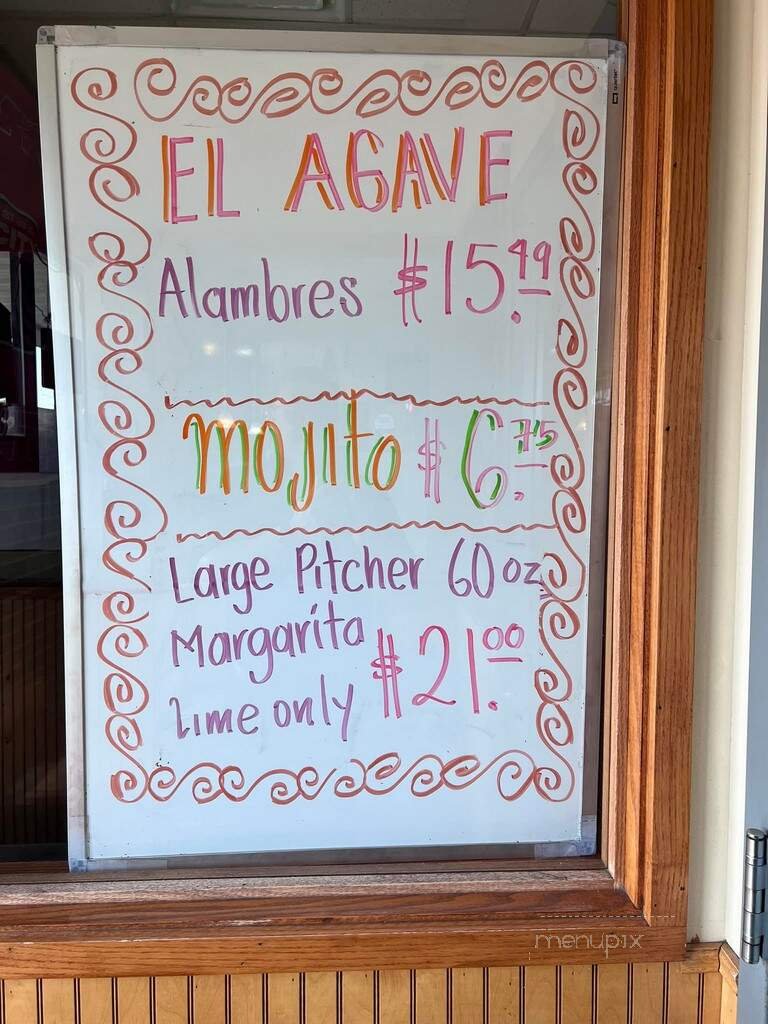 EL AGAVE
Alambres $15.49
Mojito $6.75
Large Pitcher 60 oz
Margarita $21.00
Lime only
menupix